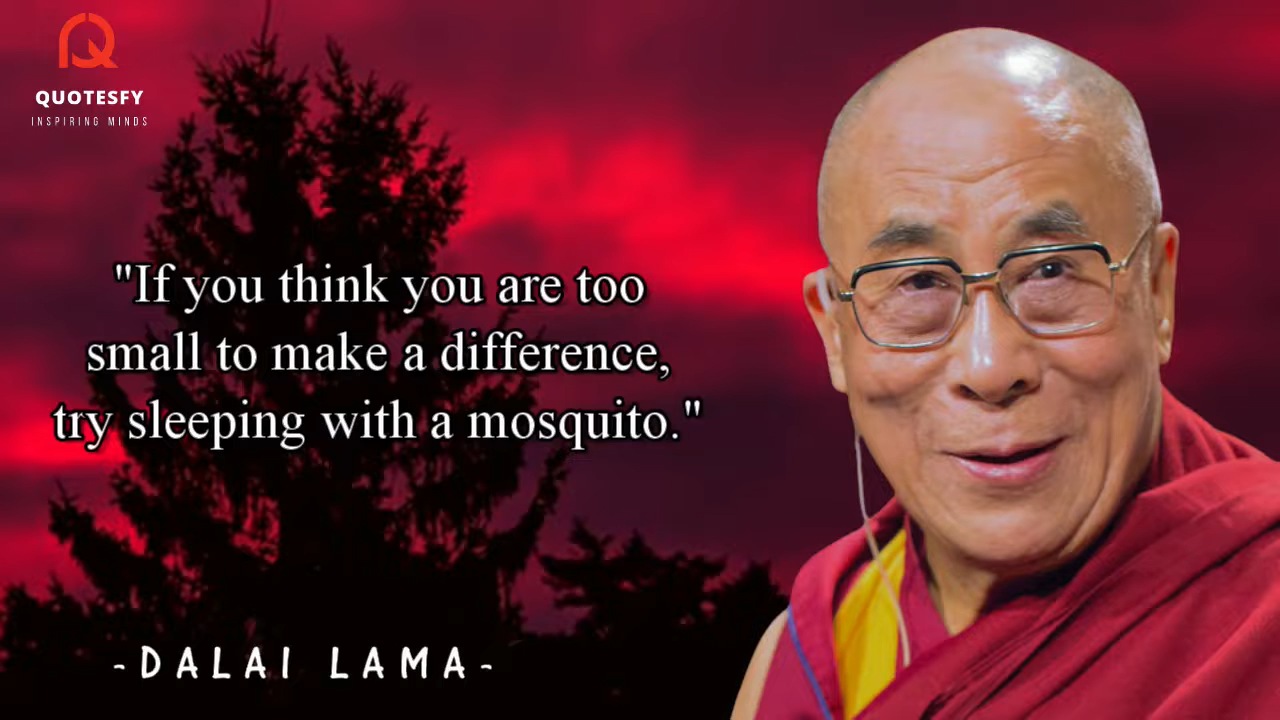 QUOTESFY
INSPIRING MINDS
"If you think you are too
small to make a difference,
try sleeping with a mosquito."
-DALAI LAMA-